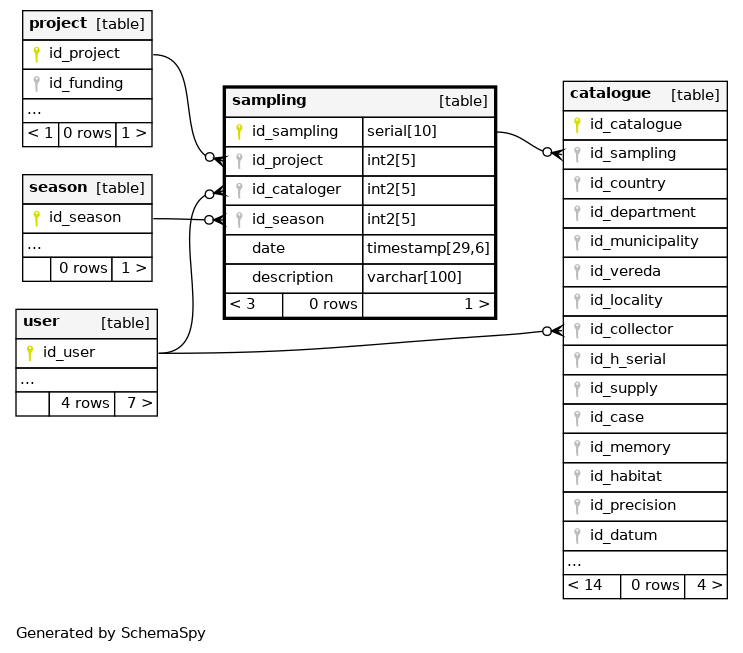 project [table]
id_project
id_funding
...
< 1 0 rows 1 >
season [table]
id_season
...
0 rows 1 >
user [table]
id_user
...
4 rows 7 >
sampling [table]
id_sampling serial[10]
id_project int2[5]
id_cataloger int2[5]
id_season int2[5]
date timestamp[29,6]
description varchar[100]
< 3 0 rows 1 >
catalogue [table]
id_catalogue
id_sampling
id_country
id_department
id_municipality
id_vereda
id_locality
id_collector
id_h_serial
id_supply
id_case
id_memory
id_habitat
id_precision
id_datum
...
< 14 0 rows 4 >
Generated by SchemaSpy